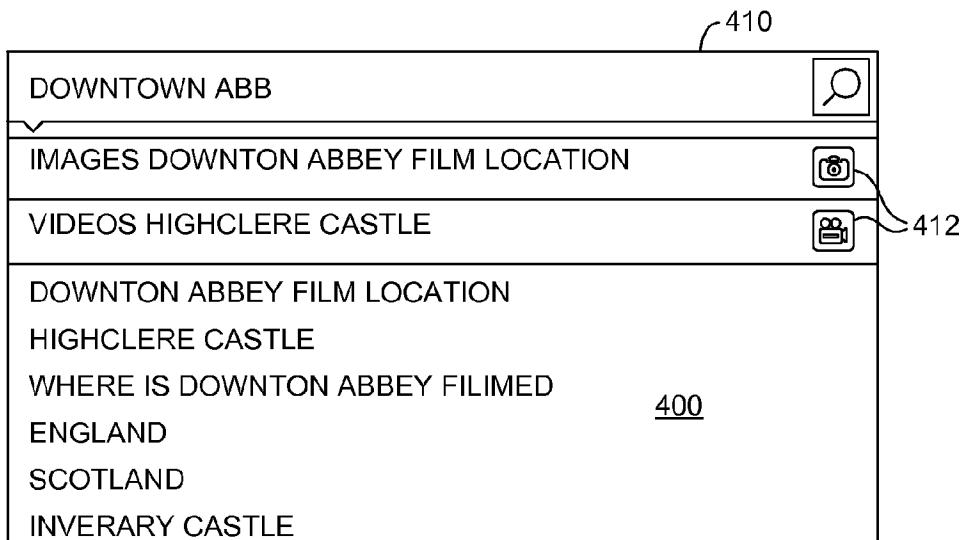 410
DOWNTOWN ABB
IMAGES DOWNTON ABBEY FILM LOCATION
VIDEOS HIGHCLERE CASTLE
412
DOWNTON ABBEY FILM LOCATION
HIGHCLERE CASTLE
WHERE IS DOWNTON ABBEY FILIMED
400
ENGLAND
SCOTLAND
INVERARY CASTLE